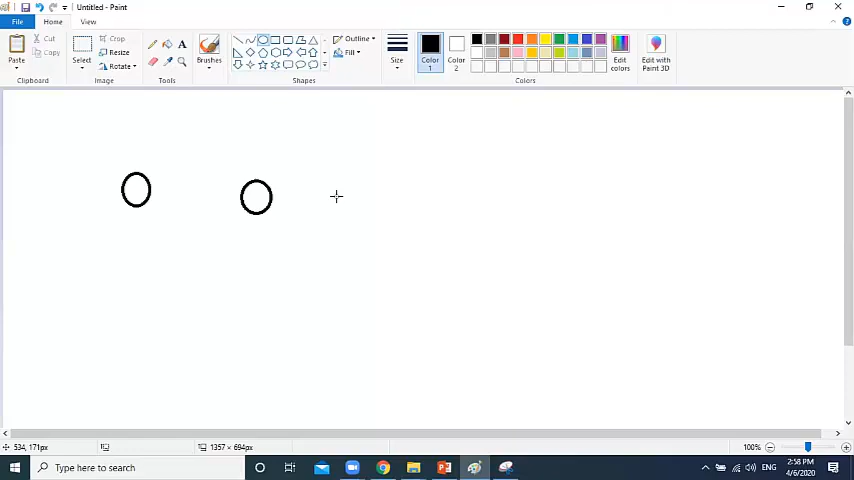 Untitled - Paint
File Home View
Paste
Cut
Copy
Clipboard
Select
Crop
Resize
Rotate
Image
A
Tools
Brushes
Outline
Fill
Shapes
Size
Color 1
Color 2
Colors
Edit colors
Edit with Paint 3D
534, 171px
1357 × 694px
100%
Type here to search
ENG
2:58 PM
4/6/2020